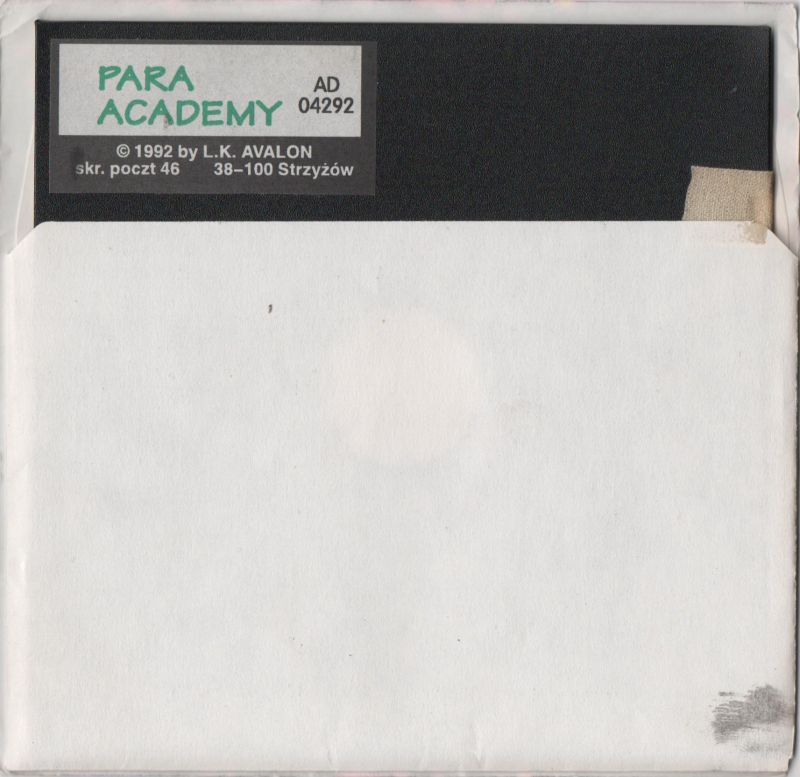 PARA
ACADEMY
AD
04292
© 1992 by L.K. AVALON
skr. poczt 46 38–100 Strzyżów